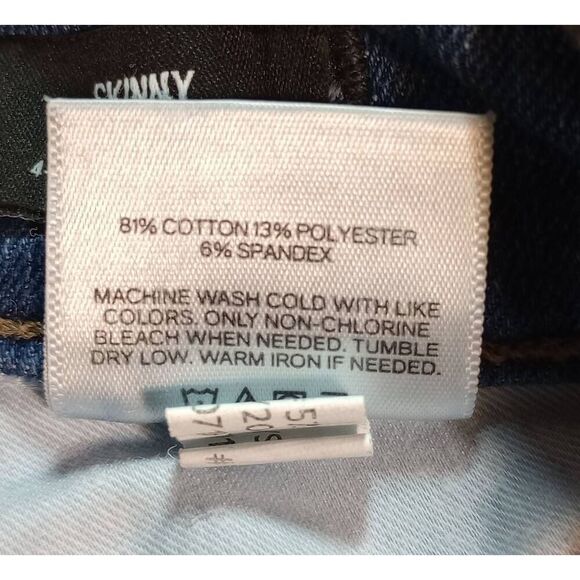 SKINNY
81% COTTON 13% POLYESTER
6% SPANDEX
MACHINE WASH COLD WITH LIKE
COLORS. ONLY NON-CHLORINE
BLEACH WHEN NEEDED. TUMBLE
DRY LOW. WARM IRON IF NEEDED.